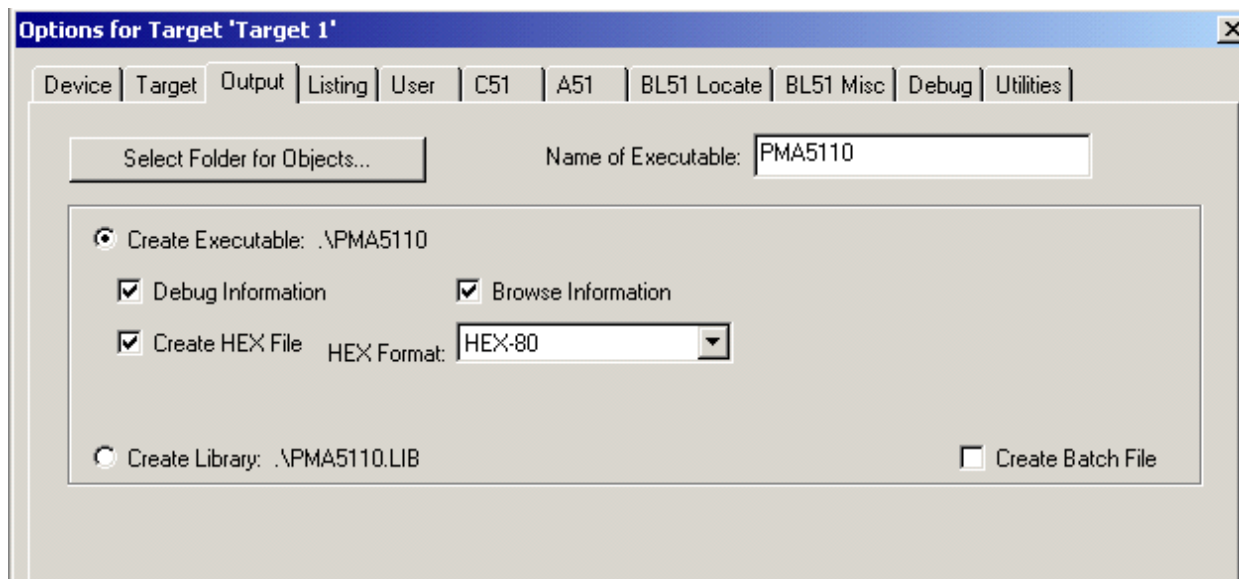 Options for Target 'Target 1'
Device Target Output Listing User C51 A51 BL51 Locate BL51 Misc Debug Utilities
Select Folder for Objects... Name of Executable: PMA5110
Create Executable: .\PMA5110
Debug Information Browse Information
Create HEX File HEX Format: HEX-80
Create Library: .\PMA5110.LIB Create Batch File